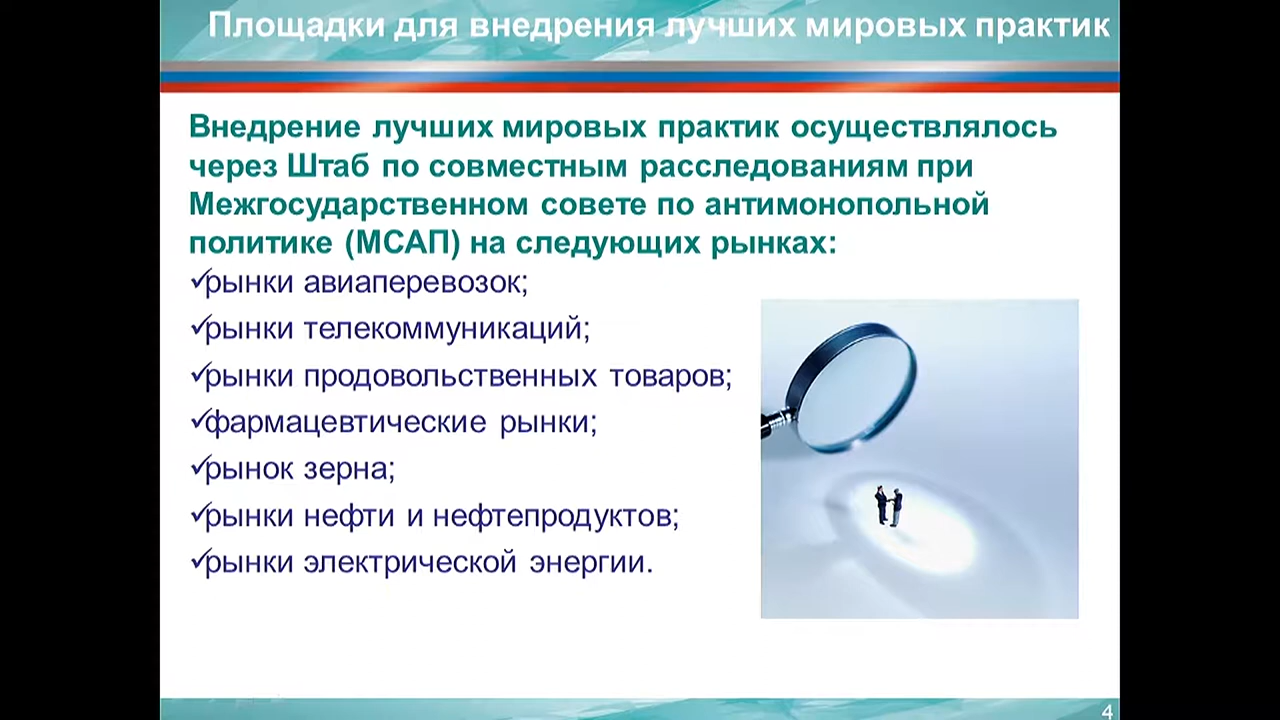 Площадки для внедрения лучших мировых практик
Внедрение лучших мировых практик осуществлялось
через Штаб по совместным расследованиям при
Межгосударственном совете по антимонопольной
политике (МСАП) на следующих рынках:
✓рынки авиаперевозок;
✓рынки телекоммуникаций;
✓рынки продовольственных товаров;
✓фармацевтические рынки;
✓рынок зерна;
✓рынки нефти и нефтепродуктов;
✓рынки электрической энергии.
4